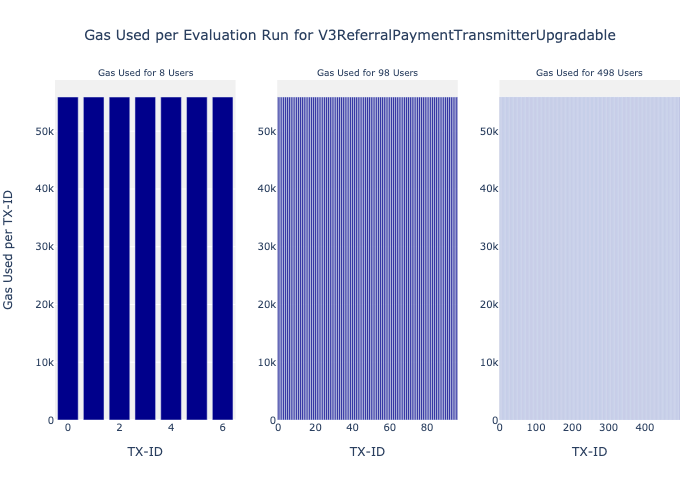 Gas Used per Evaluation Run for V3ReferralPaymentTransmitterUpgradable
Gas Used for 8 Users
Gas Used for 98 Users
Gas Used for 498 Users
Gas Used per TX-ID
50k
40k
30k
20k
10k
0
0 2 4 6
TX-ID
50k
40k
30k
20k
10k
0
0 20 40 60 80
TX-ID
50k
40k
30k
20k
10k
0
0 100 200 300 400
TX-ID